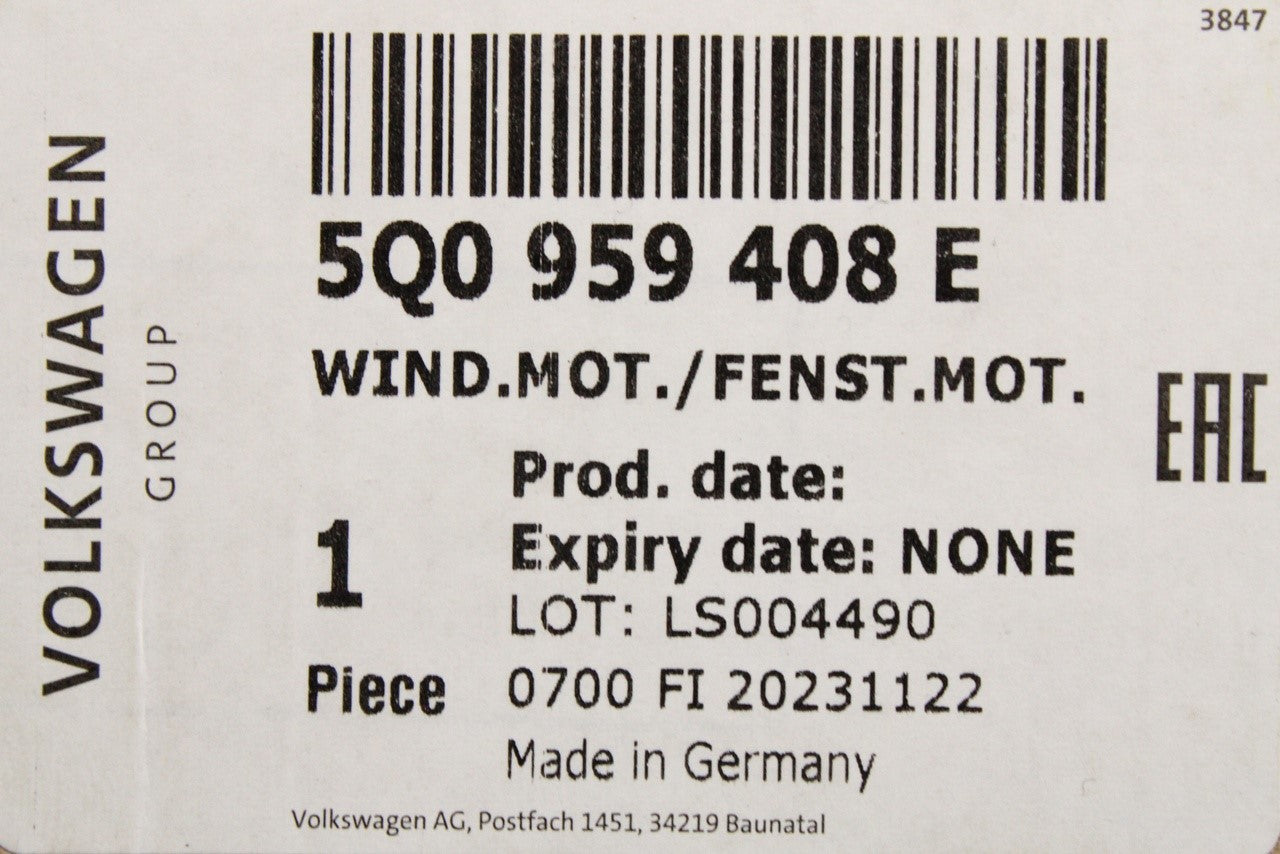 3847
VOLKSWAGEN
GROUP
5Q0 959 408 E
WIND.MOT./FENST.MOT.
EAC
Prod. date:
Expiry date: NONE
1
LOT: LS004490
Piece
0700 FI 20231122
Made in Germany
Volkswagen AG, Postfach 1451, 34219 Baunatal